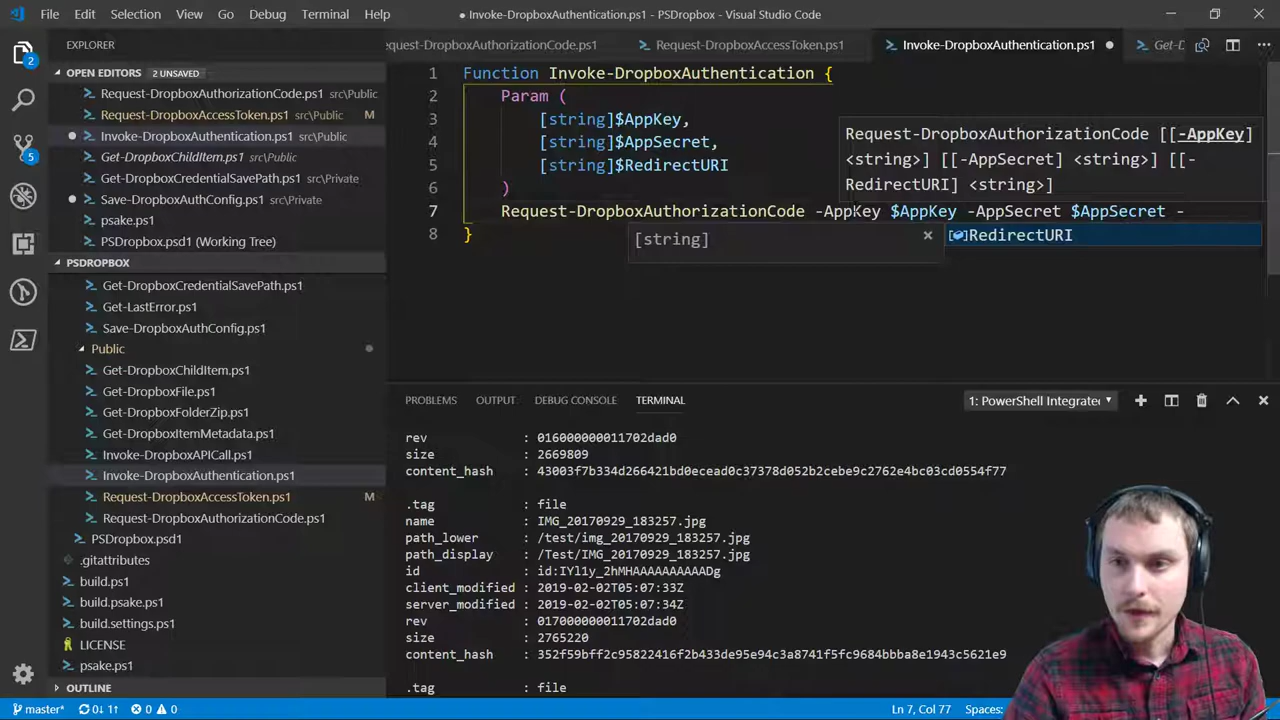 File Edit Selection View Go Debug Terminal Help ● Invoke-DropboxAuthentication.ps1 - PSDropbox - Visual Studio Code
EXPLORER
OPEN EDITORS 2 UNSAVED
Request-DropboxAuthorizationCode.ps1 src\Public
Request-DropboxAccessToken.ps1 src\Public M
Invoke-DropboxAuthentication.ps1 src\Public
Get-DropboxChildItem.ps1 src\Public
Get-DropboxCredentialSavePath.ps1 src\Private
Save-DropboxAuthConfig.ps1 src\Private
psake.ps1
PSDropbox.psd1 (Working Tree)
PSDROPBOX
Get-DropboxCredentialSavePath.ps1
Get-LastError.ps1
Save-DropboxAuthConfig.ps1
Public
Get-DropboxChildItem.ps1
Get-DropboxFile.ps1
Get-DropboxFolderZip.ps1
Get-DropboxItemMetadata.ps1
Invoke-DropboxAPICall.ps1
Invoke-DropboxAuthentication.ps1
Request-DropboxAccessToken.ps1 M
Request-DropboxAuthorizationCode.ps1
PSDropbox.psd1
.gitattributes
build.ps1
build.psake.ps1
build.settings.ps1
LICENSE
psake.ps1
OUTLINE
2
5
equest-DropboxAuthorizationCode.ps1 Request-DropboxAccessToken.ps1 Invoke-DropboxAuthentication.ps1 ● Get-D
1 Function Invoke-DropboxAuthentication {
2 Param (
3 [string]$AppKey,
4 [string]$AppSecret,
5 [string]$RedirectURI
6 )
7 Request-DropboxAuthorizationCode -AppKey $AppKey -AppSecret $AppSecret -
8 }
Request-DropboxAuthorizationCode [[-AppKey]
<string>] [[-AppSecret] <string>] [[-
RedirectURI] <string>]
[string]
RedirectURI
PROBLEMS OUTPUT DEBUG CONSOLE TERMINAL 1: PowerShell Integrate
rev : 016000000011702dad0
size : 2669809
content_hash : 43003f7b334d266421bd0ecead0c37378d052b2cebe9c2762e4bc03cd0554f77
.tag : file
name : IMG_20170929_183257.jpg
path_lower : /test/img_20170929_183257.jpg
path_display : /Test/IMG_20170929_183257.jpg
id : id:IYl1y_2hMHAAAAAAAAAADg
client_modified : 2019-02-02T05:07:33Z
server_modified : 2019-02-02T05:07:34Z
rev : 017000000011702dad0
size : 2765220
content_hash : 352f59bff2c95822416f2b433de95e94c3a8741f5fc9684bbba8e1943c5621e9
.tag : file
master* 0↓ 1↑ 0 0 Ln 7, Col 77 Spaces: